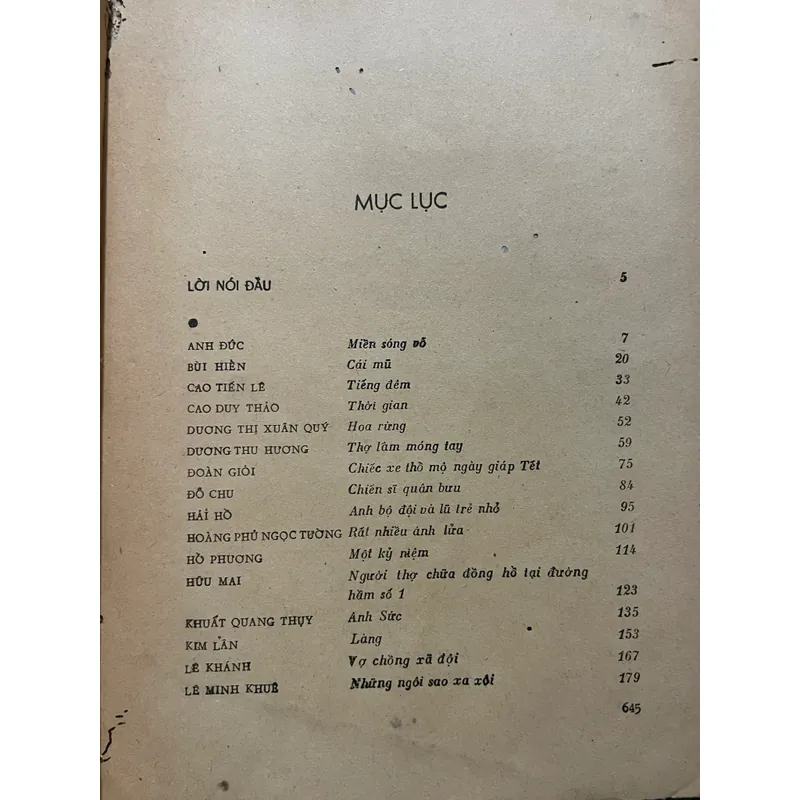 MỤC LỤC
LỜI NÓI ĐẦU 5
●
ANH ĐỨC Miền sóng vỗ 7
BÙI HIỀN Cái mũ 20
CAO TIẾN LÊ Tiếng đêm 33
CAO DUY THẢO Thời gian 42
DƯƠNG THỊ XUÂN QUÝ Hoa rừng 52
DƯƠNG THU HƯƠNG Thợ làm móng tay 59
ĐOÀN GIỎI Chiếc xe thồ mộ ngày giáp Tết 75
ĐỖ CHU Chiến sĩ quân bưu 84
HẢI HỒ Anh bộ đội và lũ trẻ nhỏ 95
HOÀNG PHỦ NGỌC TƯỜNG Rất nhiều ánh lửa 101
HỒ PHƯƠNG Một kỷ niệm 114
HỮU MAI Người thợ chữa đồng hồ tại đường
hầm số 1 123
KHUẤT QUANG THỤY Anh Sức 135
KIM LÂN Làng 153
LÊ KHÁNH Vợ chồng xã đội 167
LÊ MINH KHUÊ Những ngôi sao xa xôi 179
645